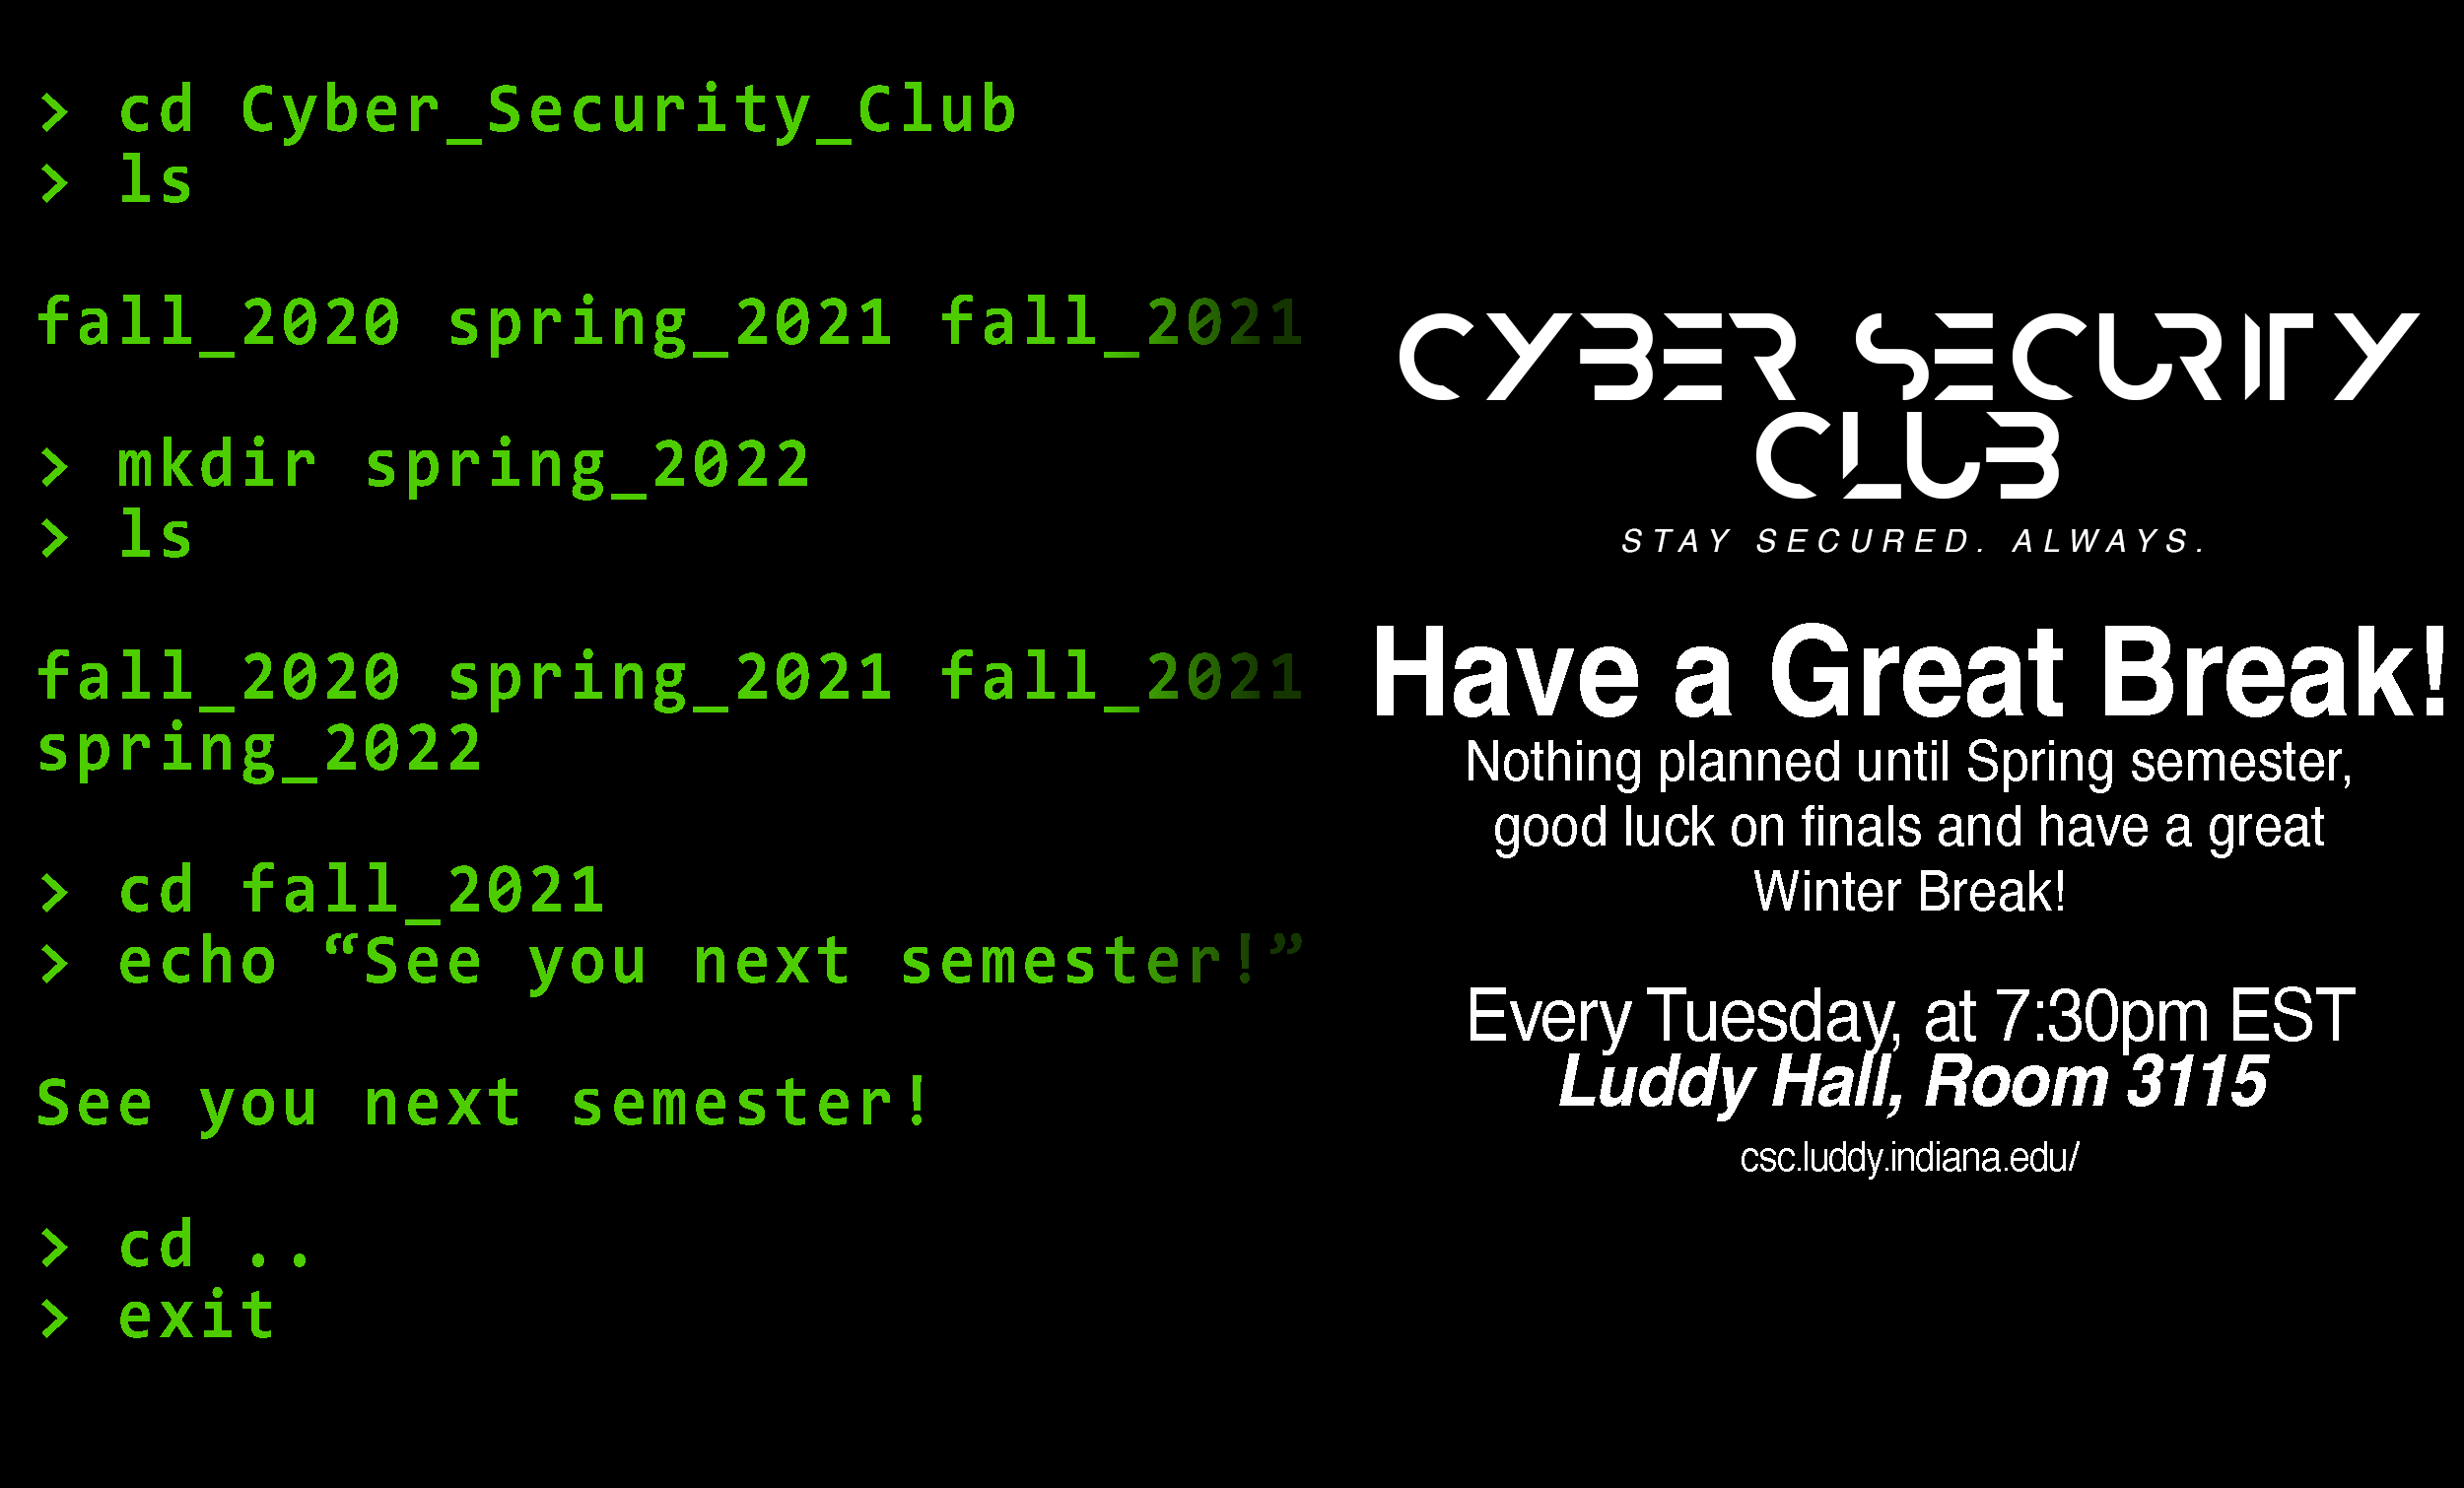 > cd Cyber_Security_Club
> ls
fall_2020 spring_2021 fall_2021
> mkdir spring_2022
> ls
fall_2020 spring_2021 fall_2021
spring_2022
> cd fall_2021
> echo “See you next semester!”
See you next semester!
> cd ..
> exit
CYBER SECURITY
CLUB
STAY SECURED. ALWAYS.
Have a Great Break!
Nothing planned until Spring semester,
good luck on finals and have a great
Winter Break!
Every Tuesday, at 7:30pm EST
Luddy Hall, Room 3115
csc.luddy.indiana.edu/